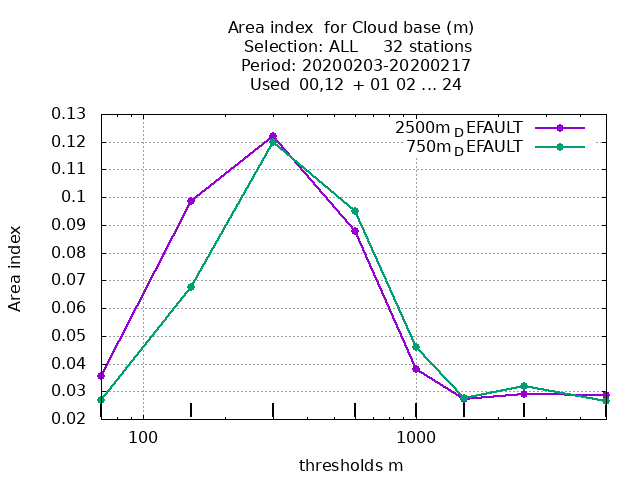 Area index  for Cloud base (m)
Selection: ALL     32 stations
Period: 20200203-20200217
Used  00,12  + 01 02 ... 24
0.13
0.12
0.11
0.1
0.09
0.08
0.07
0.06
0.05
0.04
0.03
0.02
Area index
2500m_DEFAULT
750m_DEFAULT
100
1000
thresholds m